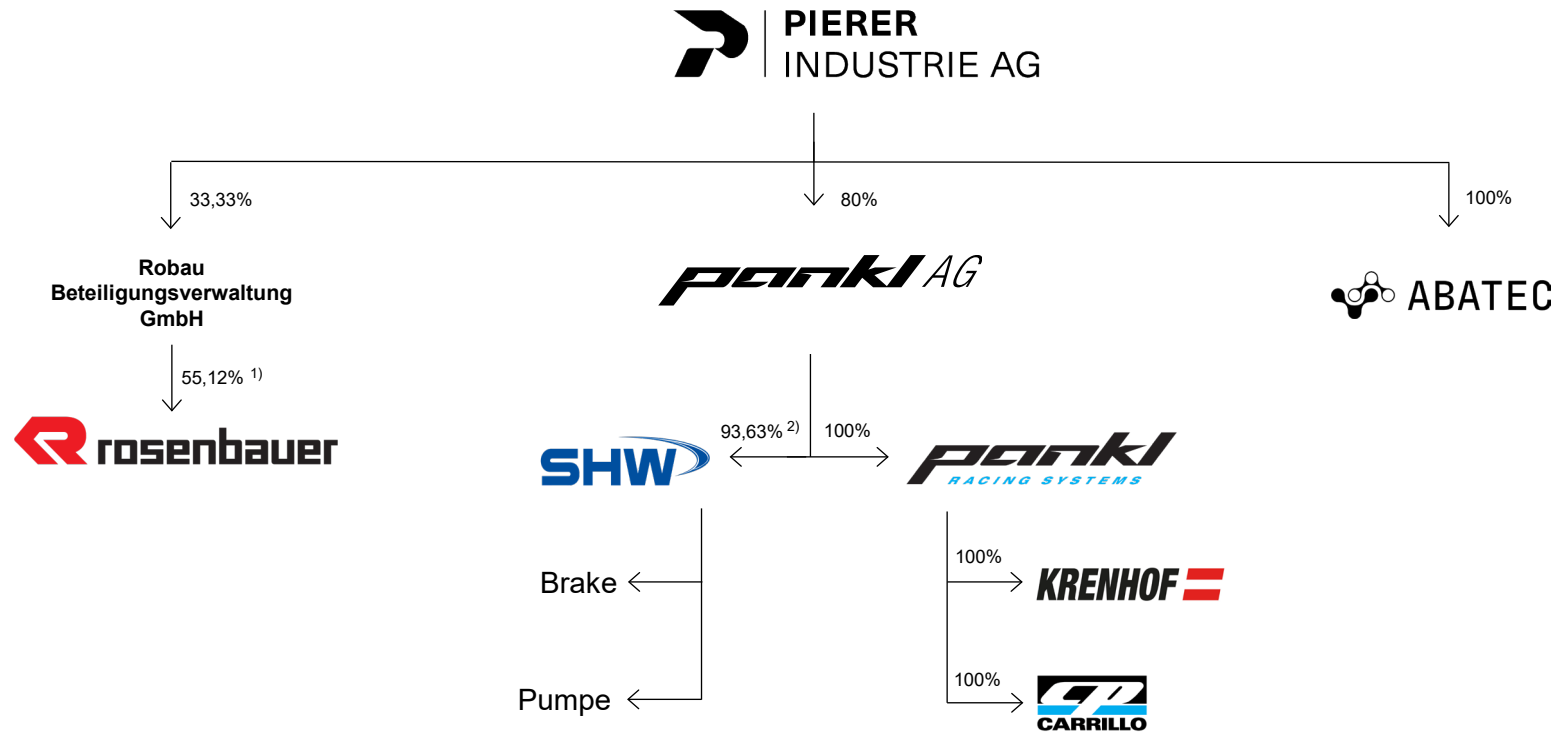 PIERER
INDUSTRIE AG
33,33%
80%
100%
Robau
Beteiligungsverwaltung
GmbH
pankl AG
ABATEC
55,12% 1)
rosenbauer
93,63% 2)
100%
SHW
pankl
RACING SYSTEMS
Brake
100%
KRENHOF
Pumpe
100%
CP
CARRILLO